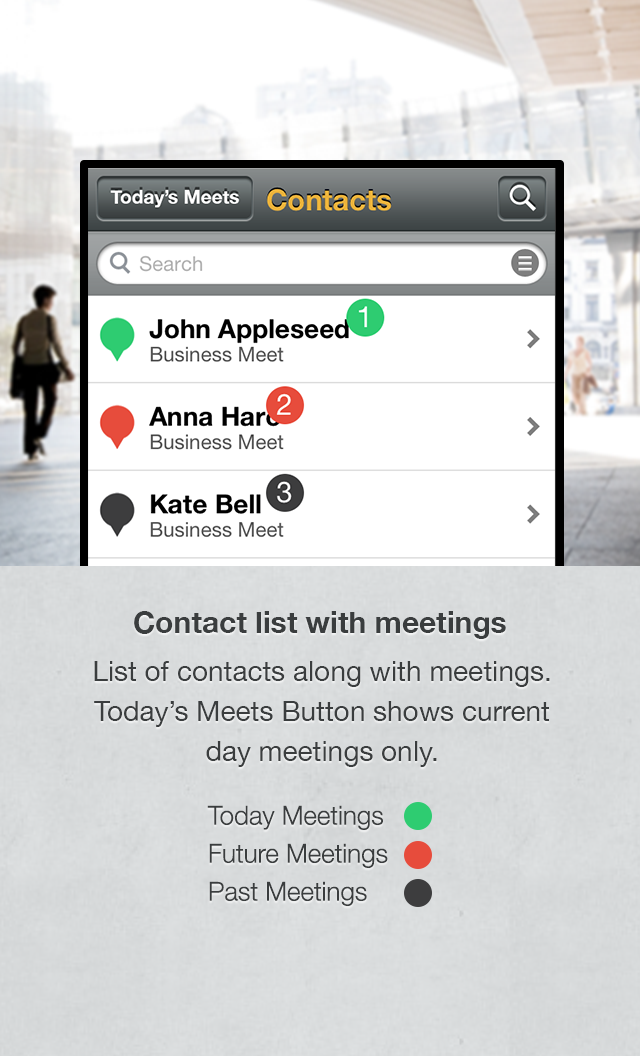 Today's Meets Contacts
Search
John Appleseed 1
Business Meet
Anna 2
Business Meet
Kate Bell 3
Business Meet
Contact list with meetings
List of contacts along with meetings.
Today's Meets Button shows current
day meetings only.
Today Meetings
Future Meetings
Past Meetings